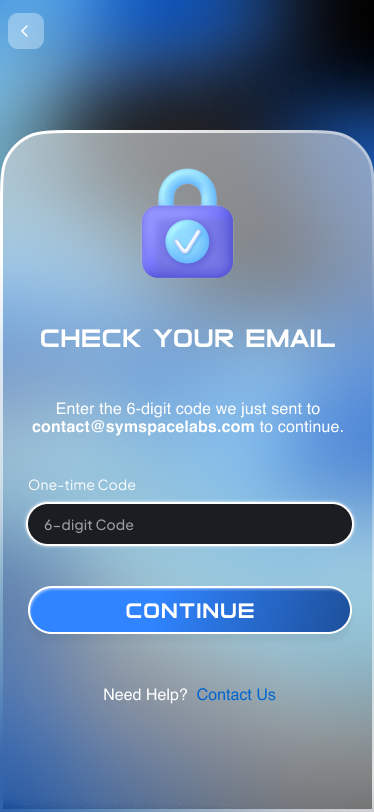 CHECK YOUR EMAIL
Enter the 6-digit code we just sent to
contact@symspacelabs.com to continue.
One-time Code
6-digit Code
CONTINUE
Need Help? Contact Us